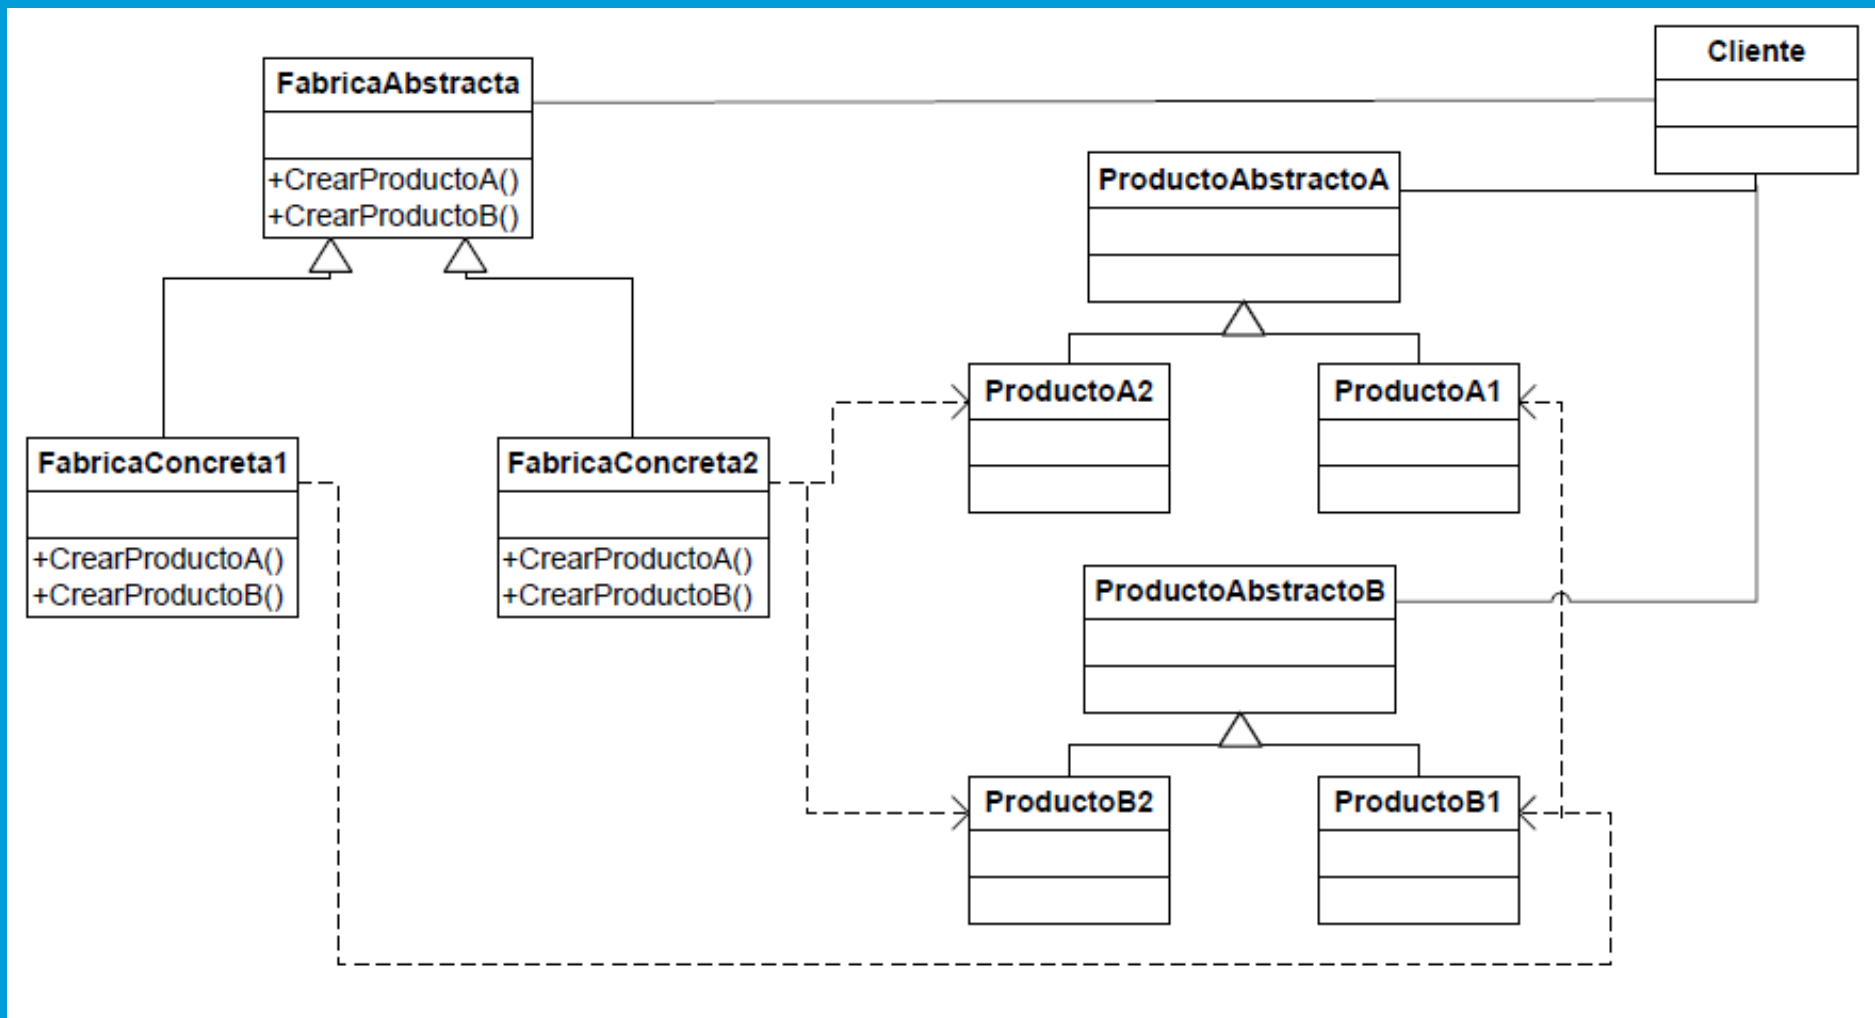 FabricaAbstracta
+CrearProductoA()
+CrearProductoB()
Cliente
ProductoAbstractoA
ProductoA2
ProductoA1
FabricaConcreta1
+CrearProductoA()
+CrearProductoB()
FabricaConcreta2
+CrearProductoA()
+CrearProductoB()
ProductoAbstractoB
ProductoB2
ProductoB1